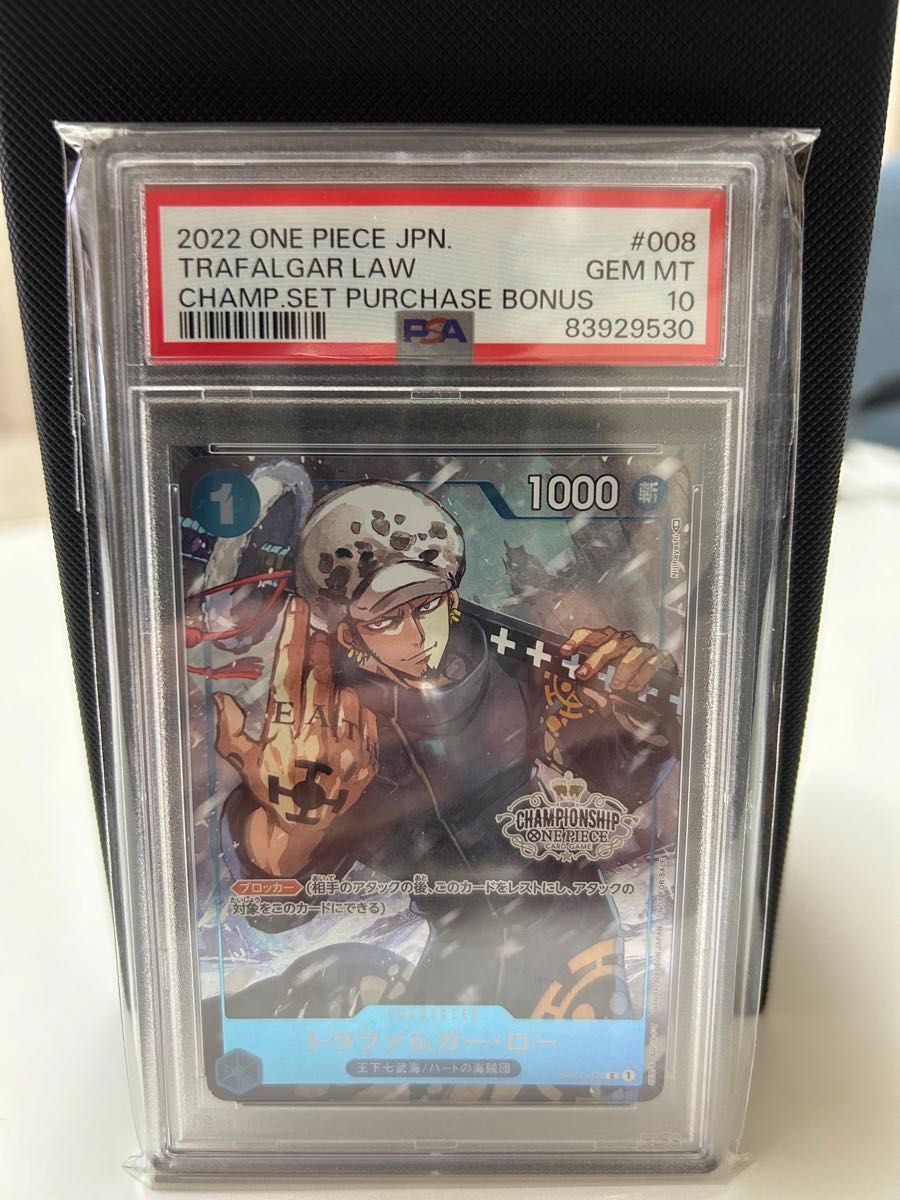 2022 ONE PIECE JPN. #008
TRAFALGAR LAW GEM MT
CHAMP.SET PURCHASE BONUS 10
PSA 83929530
1 1000
EAT
CHAMPIONSHIP
ONE PIECE
CARD GAME
ブロッカー (相手のアタックの後、このカードをレストにし、アタックの
対象をこのカードにできる)
CHARACTER
トラファルガー・ロー
王下七武海/ハートの海賊団
C 1